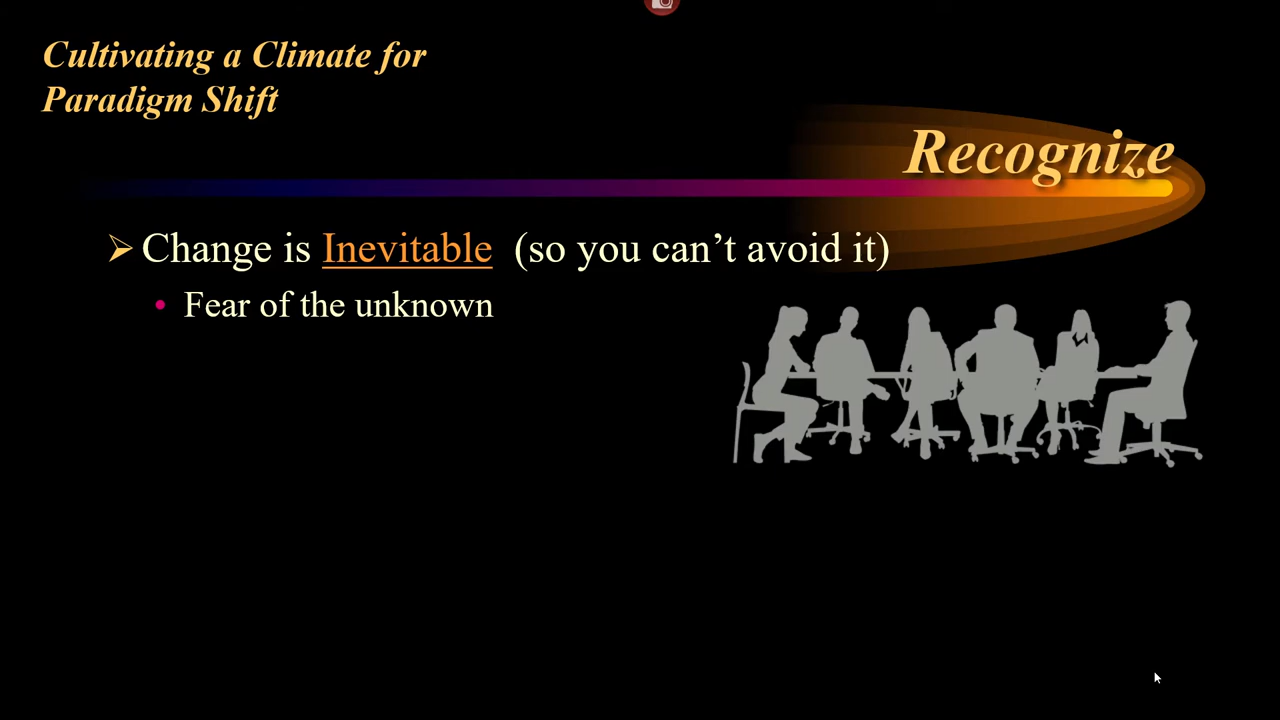 Cultivating a Climate for
Paradigm Shift
Recognize
Change is Inevitable (so you can’t avoid it)
Fear of the unknown